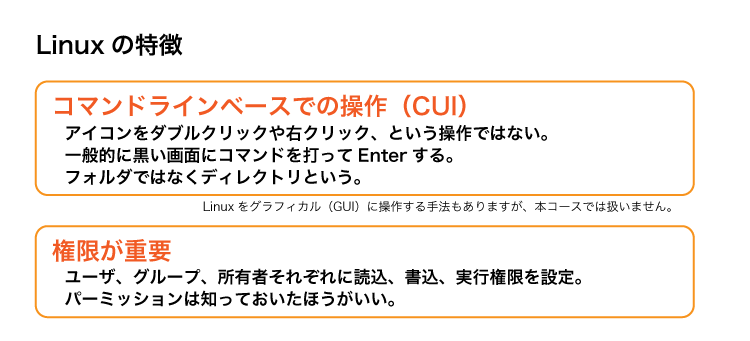 Linux の特徴
コマンドラインベースでの操作（CUI）
アイコンをダブルクリックや右クリック、という操作ではない。
一般的に黒い画面にコマンドを打って Enter する。
フォルダではなくディレクトリという。
Linux をグラフィカル（GUI）に操作する手法もありますが、本コースでは扱いません。
権限が重要
ユーザ、グループ、所有者それぞれに読込、書込、実行権限を設定。
パーミッションは知っておいたほうがいい。